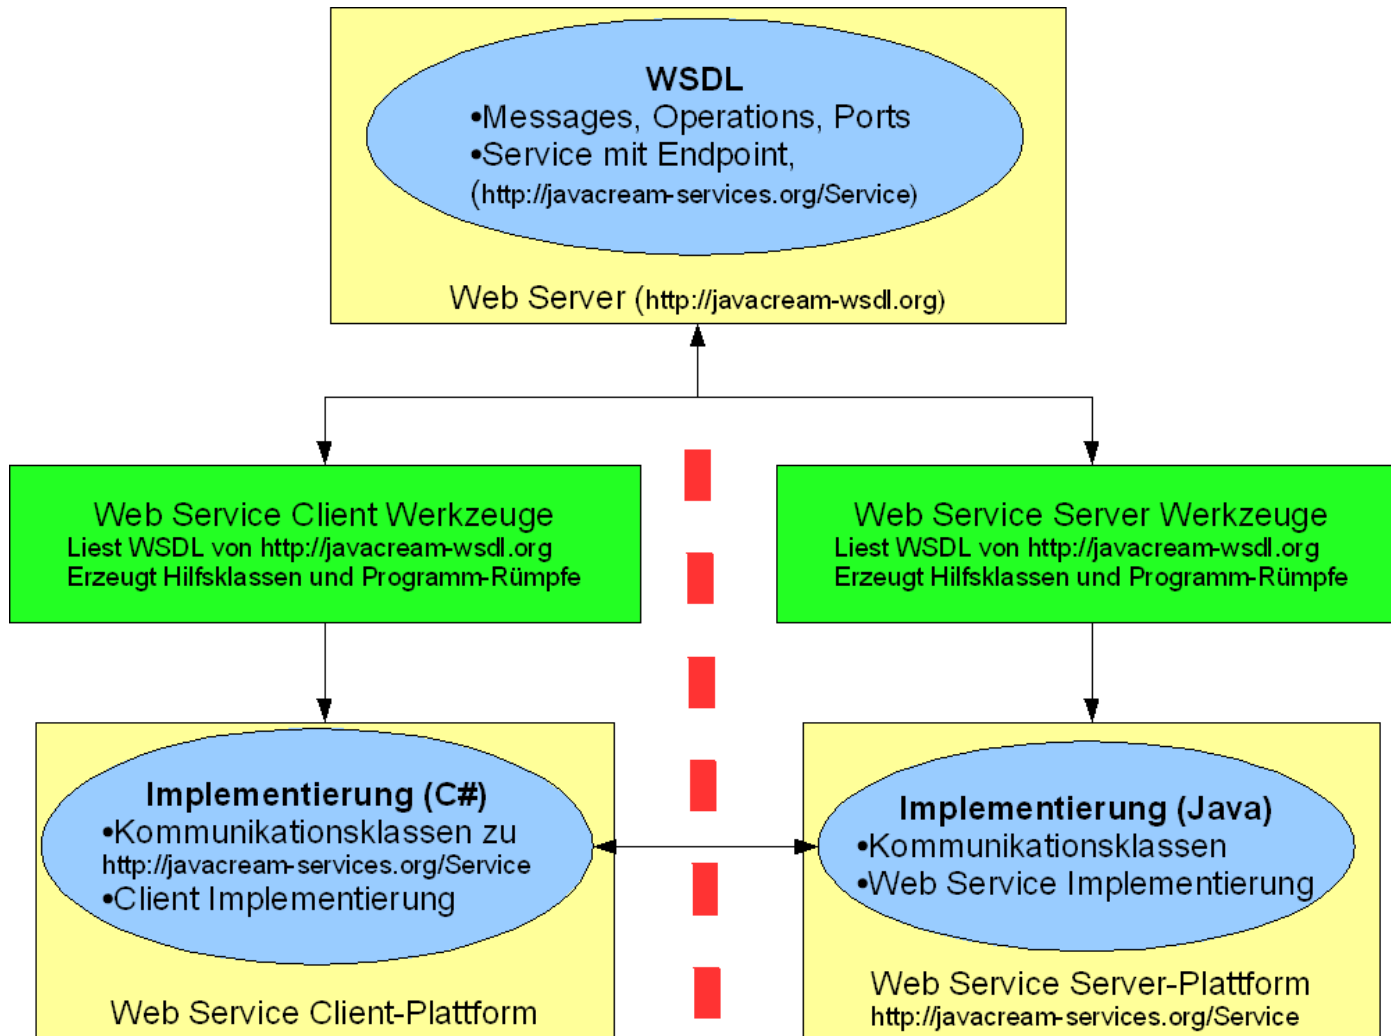 WSDL
•Messages, Operations, Ports
•Service mit Endpoint,
(http://javacream-services.org/Service)
Web Server (http://javacream-wsdl.org)
Web Service Client Werkzeuge
Liest WSDL von http://javacream-wsdl.org
Erzeugt Hilfsklassen und Programm-Rümpfe
Web Service Server Werkzeuge
Liest WSDL von http://javacream-wsdl.org
Erzeugt Hilfsklassen und Programm-Rümpfe
Implementierung (C#)
•Kommunikationsklassen zu
http://javacream-services.org/Service
•Client Implementierung
Web Service Client-Plattform
Implementierung (Java)
•Kommunikationsklassen
•Web Service Implementierung
Web Service Server-Plattform
http://javacream-services.org/Service